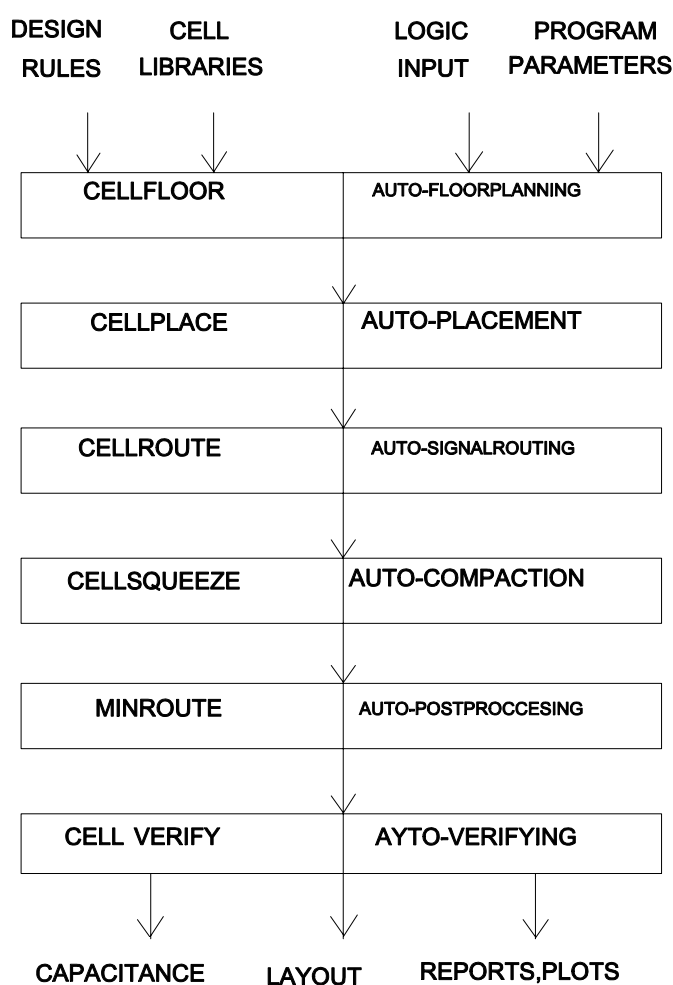 DESIGN RULES
CELL LIBRARIES
LOGIC INPUT
PROGRAM PARAMETERS
CELLFLOOR
AUTO-FLOORPLANNING
CELLPLACE
AUTO-PLACEMENT
CELLROUTE
AUTO-SIGNALROUTING
CELLSQUEEZE
AUTO-COMPACTION
MINROUTE
AUTO-POSTPROCCESING
CELL VERIFY
AYTO-VERIFYING
CAPACITANCE
LAYOUT
REPORTS,PLOTS